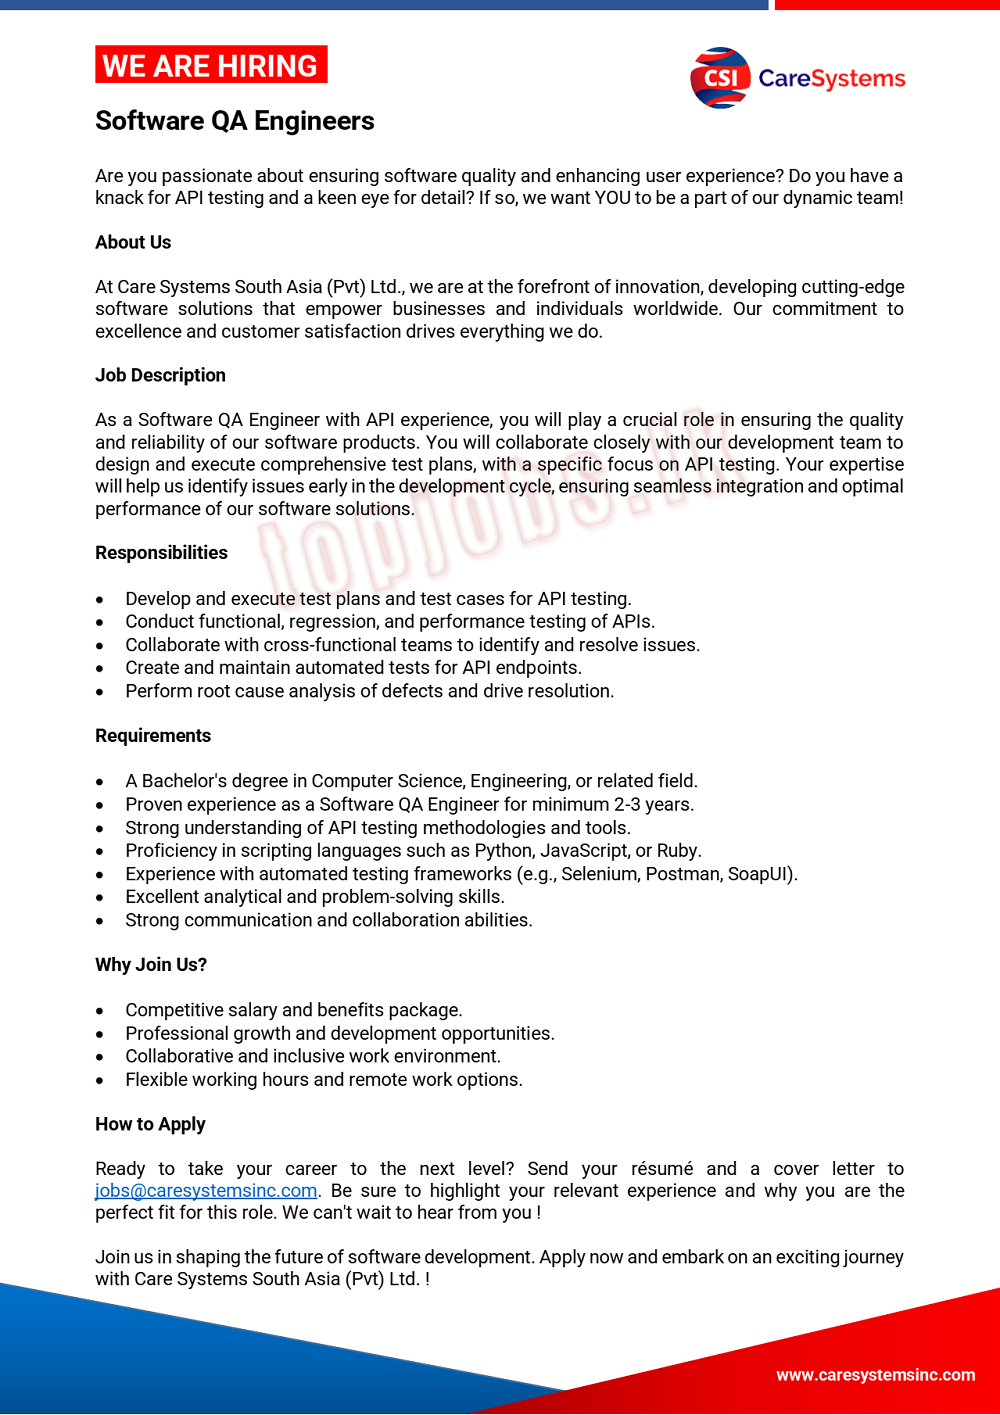 WE ARE HIRING
CSI CareSystems
Software QA Engineers
Are you passionate about ensuring software quality and enhancing user experience? Do you have a
knack for API testing and a keen eye for detail? If so, we want YOU to be a part of our dynamic team!
About Us
At Care Systems South Asia (Pvt) Ltd., we are at the forefront of innovation, developing cutting-edge
software solutions that empower businesses and individuals worldwide. Our commitment to
excellence and customer satisfaction drives everything we do.
Job Description
As a Software QA Engineer with API experience, you will play a crucial role in ensuring the quality
and reliability of our software products. You will collaborate closely with our development team to
design and execute comprehensive test plans, with a specific focus on API testing. Your expertise
will help us identify issues early in the development cycle, ensuring seamless integration and optimal
performance of our software solutions.
topjobs.lk
Responsibilities
• Develop and execute test plans and test cases for API testing.
• Conduct functional, regression, and performance testing of APIs.
• Collaborate with cross-functional teams to identify and resolve issues.
• Create and maintain automated tests for API endpoints.
• Perform root cause analysis of defects and drive resolution.
Requirements
• A Bachelor's degree in Computer Science, Engineering, or related field.
• Proven experience as a Software QA Engineer for minimum 2-3 years.
• Strong understanding of API testing methodologies and tools.
• Proficiency in scripting languages such as Python, JavaScript, or Ruby.
• Experience with automated testing frameworks (e.g., Selenium, Postman, SoapUI).
• Excellent analytical and problem-solving skills.
• Strong communication and collaboration abilities.
Why Join Us?
• Competitive salary and benefits package.
• Professional growth and development opportunities.
• Collaborative and inclusive work environment.
• Flexible working hours and remote work options.
How to Apply
Ready to take your career to the next level? Send your résumé and a cover letter to
jobs@caresystemsinc.com. Be sure to highlight your relevant experience and why you are the
perfect fit for this role. We can't wait to hear from you !
Join us in shaping the future of software development. Apply now and embark on an exciting journey
with Care Systems South Asia (Pvt) Ltd. !
www.caresystemsinc.com